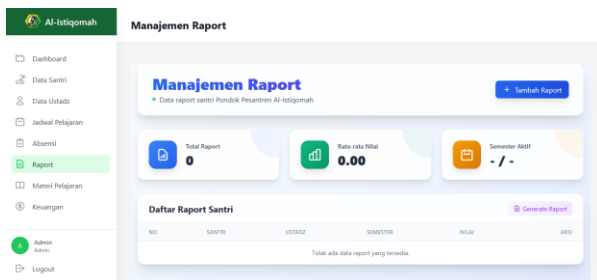 Al-Istiqomah
Manajemen Raport
Dashboard
Data Santri
Data Ustadz
Jadwal Pelajaran
Absensi
Raport
Materi Pelajaran
Keuangan
A
Admin
Admin
Logout
Manajemen Raport
Data raport santri Pondok Pesantren Al-Istiqomah
+ Tambah Raport
Total Raport
0
Rata-rata Nilai
0.00
Semester Aktif
- / -
Daftar Raport Santri
Generate Raport
NO SANTRI USTADZ SEMESTER NILAI AKSI
Tidak ada data raport yang tersedia.